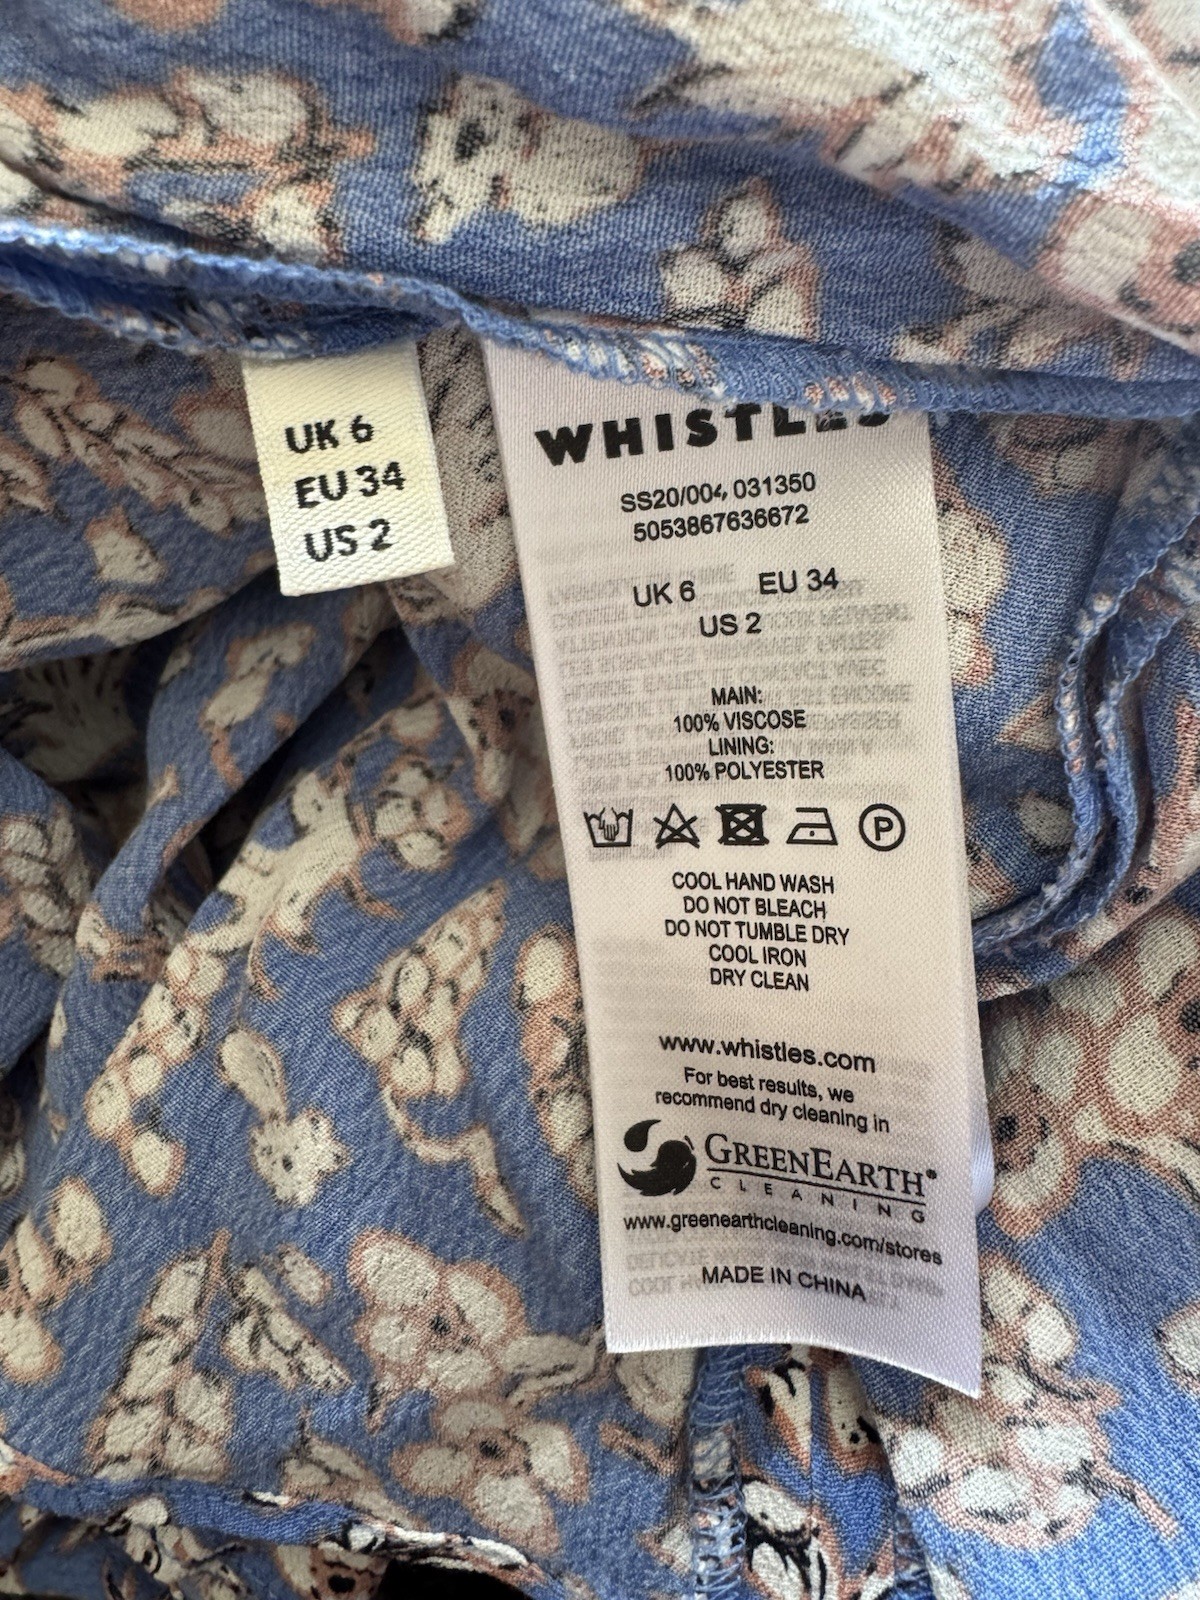 UK 6
EU 34
US 2
WHISTLES
SS20/004 031350
5053867636672
UK 6 EU 34
US 2
MAIN:
100% VISCOSE
LINING:
100% POLYESTER
P
COOL HAND WASH
DO NOT BLEACH
DO NOT TUMBLE DRY
COOL IRON
DRY CLEAN
www.whistles.com
For best results, we
recommend dry cleaning in
GREENEARTH®
CLEANING
www.greenearthcleaning.com/stores
MADE IN CHINA